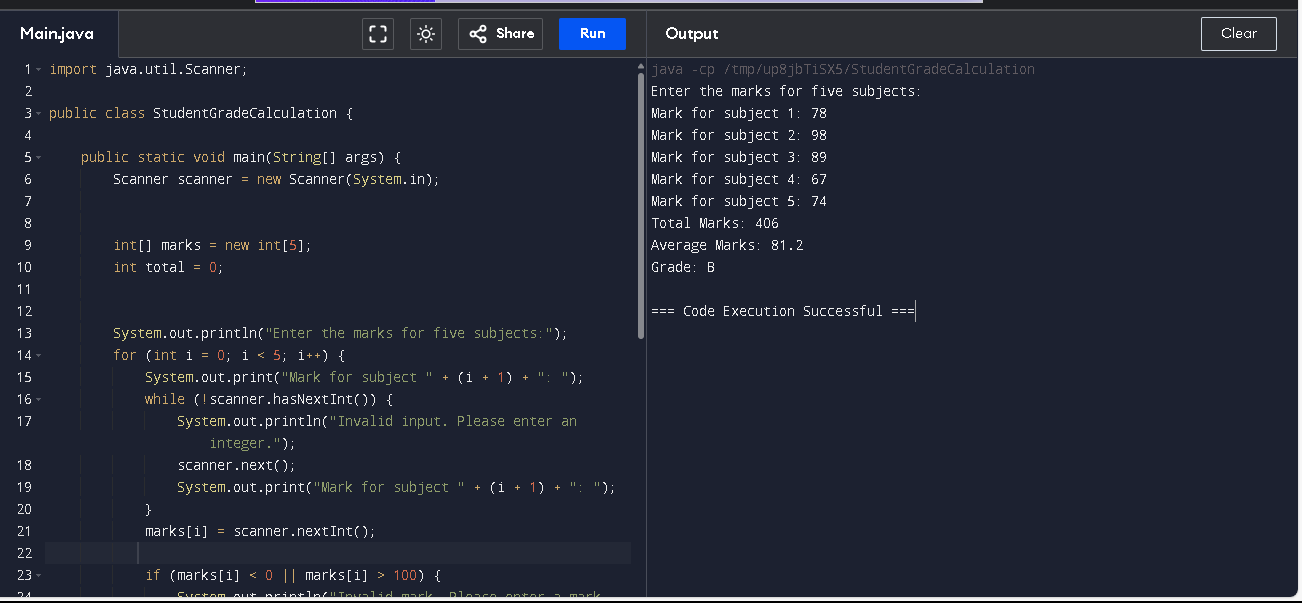 Main.java
Share
Run
Output
Clear
1 import java.util.Scanner;
2
3 public class StudentGradeCalculation {
4
5 public static void main(String[] args) {
6 Scanner scanner = new Scanner(System.in);
7
8
9 int[] marks = new int[5];
10 int total = 0;
11
12
13 System.out.println("Enter the marks for five subjects:");
14 for (int i = 0; i < 5; i++) {
15 System.out.print("Mark for subject " + (i + 1) + ": ");
16 while (!scanner.hasNextInt()) {
17 System.out.println("Invalid input. Please enter an
integer.");
18 scanner.next();
19 System.out.print("Mark for subject " + (i + 1) + ": ");
20 }
21 marks[i] = scanner.nextInt();
22
23 if (marks[i] < 0 || marks[i] > 100) {
24 System.out.println("Invalid mark. Please enter a mark
java -cp /tmp/up8jbTiSX5/StudentGradeCalculation
Enter the marks for five subjects:
Mark for subject 1: 78
Mark for subject 2: 98
Mark for subject 3: 89
Mark for subject 4: 67
Mark for subject 5: 74
Total Marks: 406
Average Marks: 81.2
Grade: B
=== Code Execution Successful ===